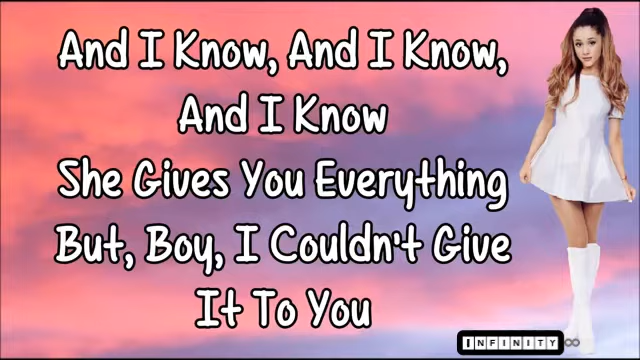 And I Know, And I Know,
And I Know
She Gives You Everything
But, Boy, I Couldn't Give
It To You
INFINITY∞